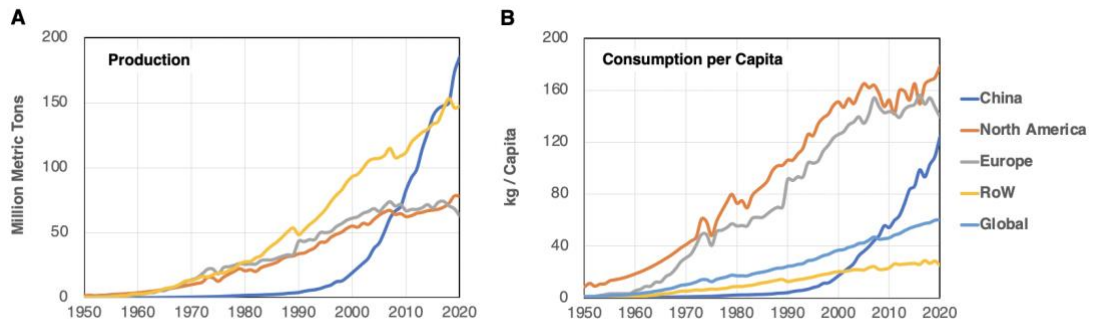 A
Production
Million Metric Tons
200
150
100
50
0
1950 1960 1970 1980 1990 2000 2010 2020
B
Consumption per Capita
kg / Capita
200
160
120
80
40
0
1950 1960 1970 1980 1990 2000 2010 2020
China
North America
Europe
RoW
Global